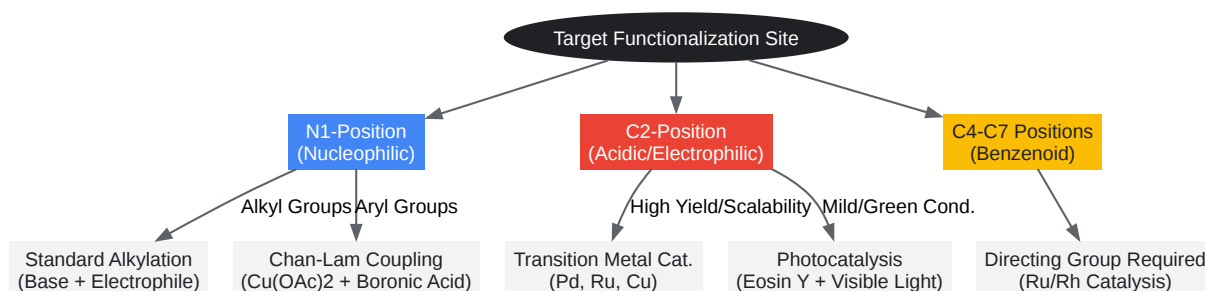 Target Functionalization Site
N1-Position
(Nucleophilic)
C2-Position
(Acidic/Electrophilic)
C4-C7 Positions
(Benzenoid)
Alkyl Groups
Aryl Groups
High Yield/Scalability
Mild/Green Cond.
Standard Alkylation
(Base + Electrophile)
Chan-Lam Coupling
(Cu(OAc)2 + Boronic Acid)
Transition Metal Cat.
(Pd, Ru, Cu)
Photocatalysis
(Eosin Y + Visible Light)
Directing Group Required
(Ru/Rh Catalysis)